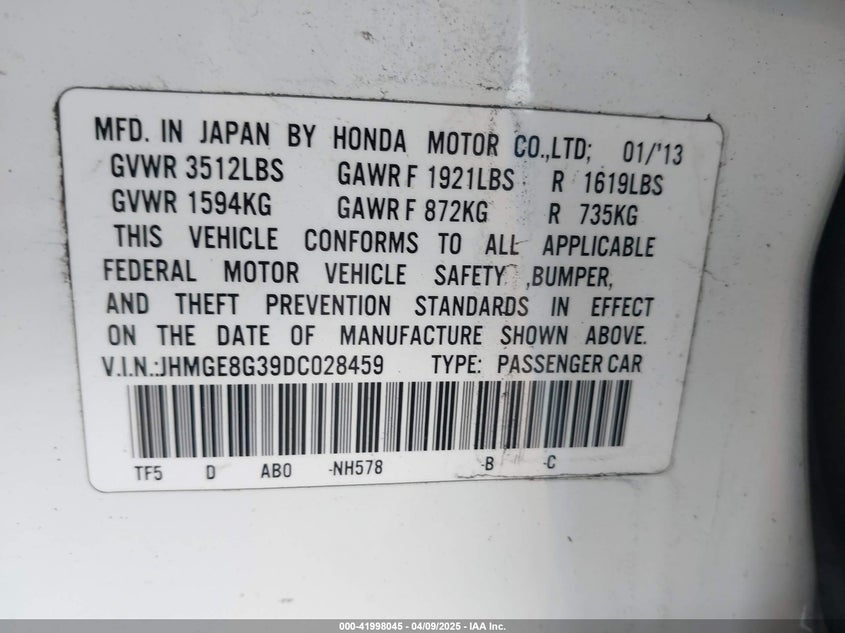 MFD. IN JAPAN BY HONDA MOTOR CO.,LTD; 01/'13
GVWR 3512LBS GAWR F 1921LBS R 1619LBS
GVWR 1594KG GAWR F 872KG R 735KG
THIS VEHICLE CONFORMS TO ALL APPLICABLE
FEDERAL MOTOR VEHICLE SAFETY ,BUMPER,
AND THEFT PREVENTION STANDARDS IN EFFECT
ON THE DATE OF MANUFACTURE SHOWN ABOVE.
V.I.N.:JHMGE8G39DC028459 TYPE: PASSENGER CAR
TF5 D AB0 -NH578 -B -C
000-41998045 / 04/09/2025 - IAA Inc.